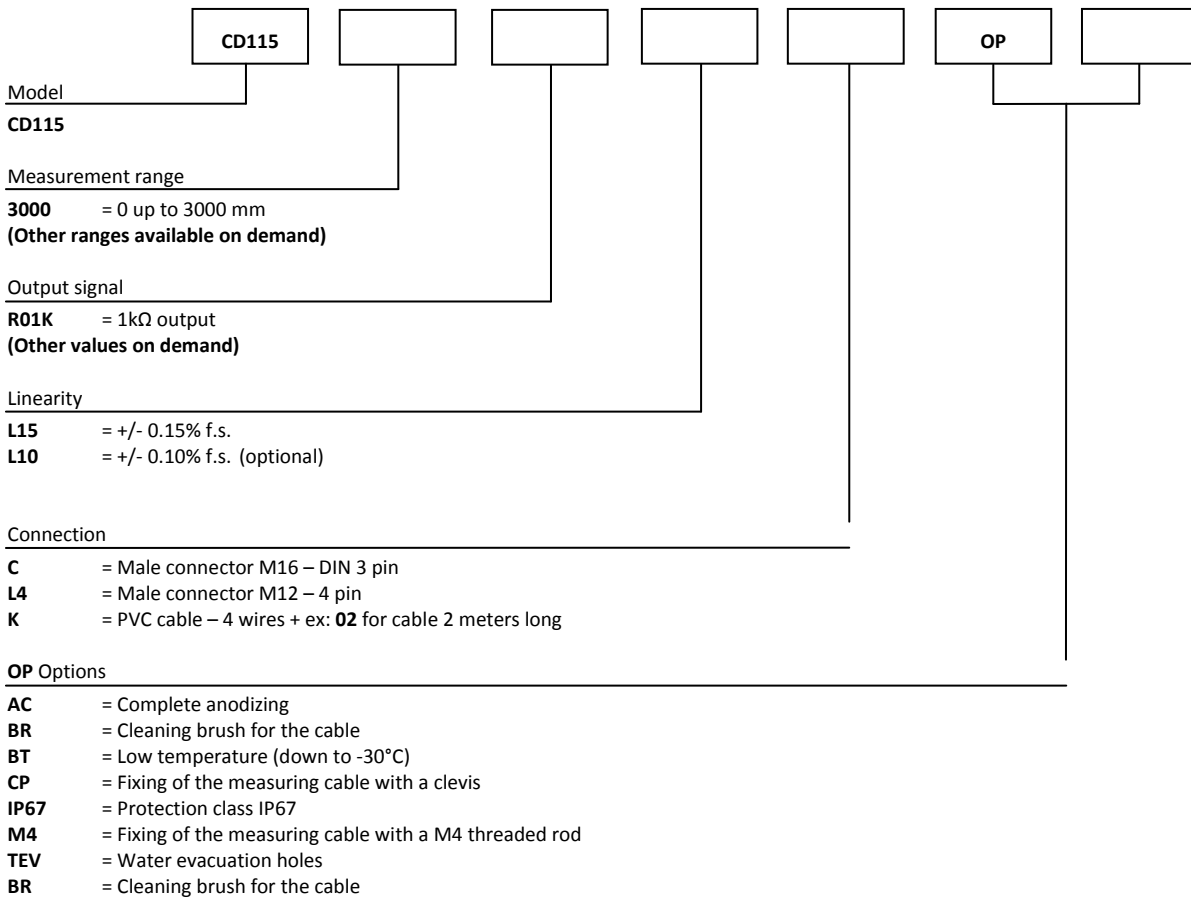 CD115 OP
Model
CD115
Measurement range
3000 = 0 up to 3000 mm
(Other ranges available on demand)
Output signal
R01K = 1kΩ output
(Other values on demand)
Linearity
L15 = +/- 0.15% f.s.
L10 = +/- 0.10% f.s. (optional)
Connection
C = Male connector M16 – DIN 3 pin
L4 = Male connector M12 – 4 pin
K = PVC cable – 4 wires + ex: 02 for cable 2 meters long
OP Options
AC = Complete anodizing
BR = Cleaning brush for the cable
BT = Low temperature (down to -30°C)
CP = Fixing of the measuring cable with a clevis
IP67 = Protection class IP67
M4 = Fixing of the measuring cable with a M4 threaded rod
TEV = Water evacuation holes
BR = Cleaning brush for the cable